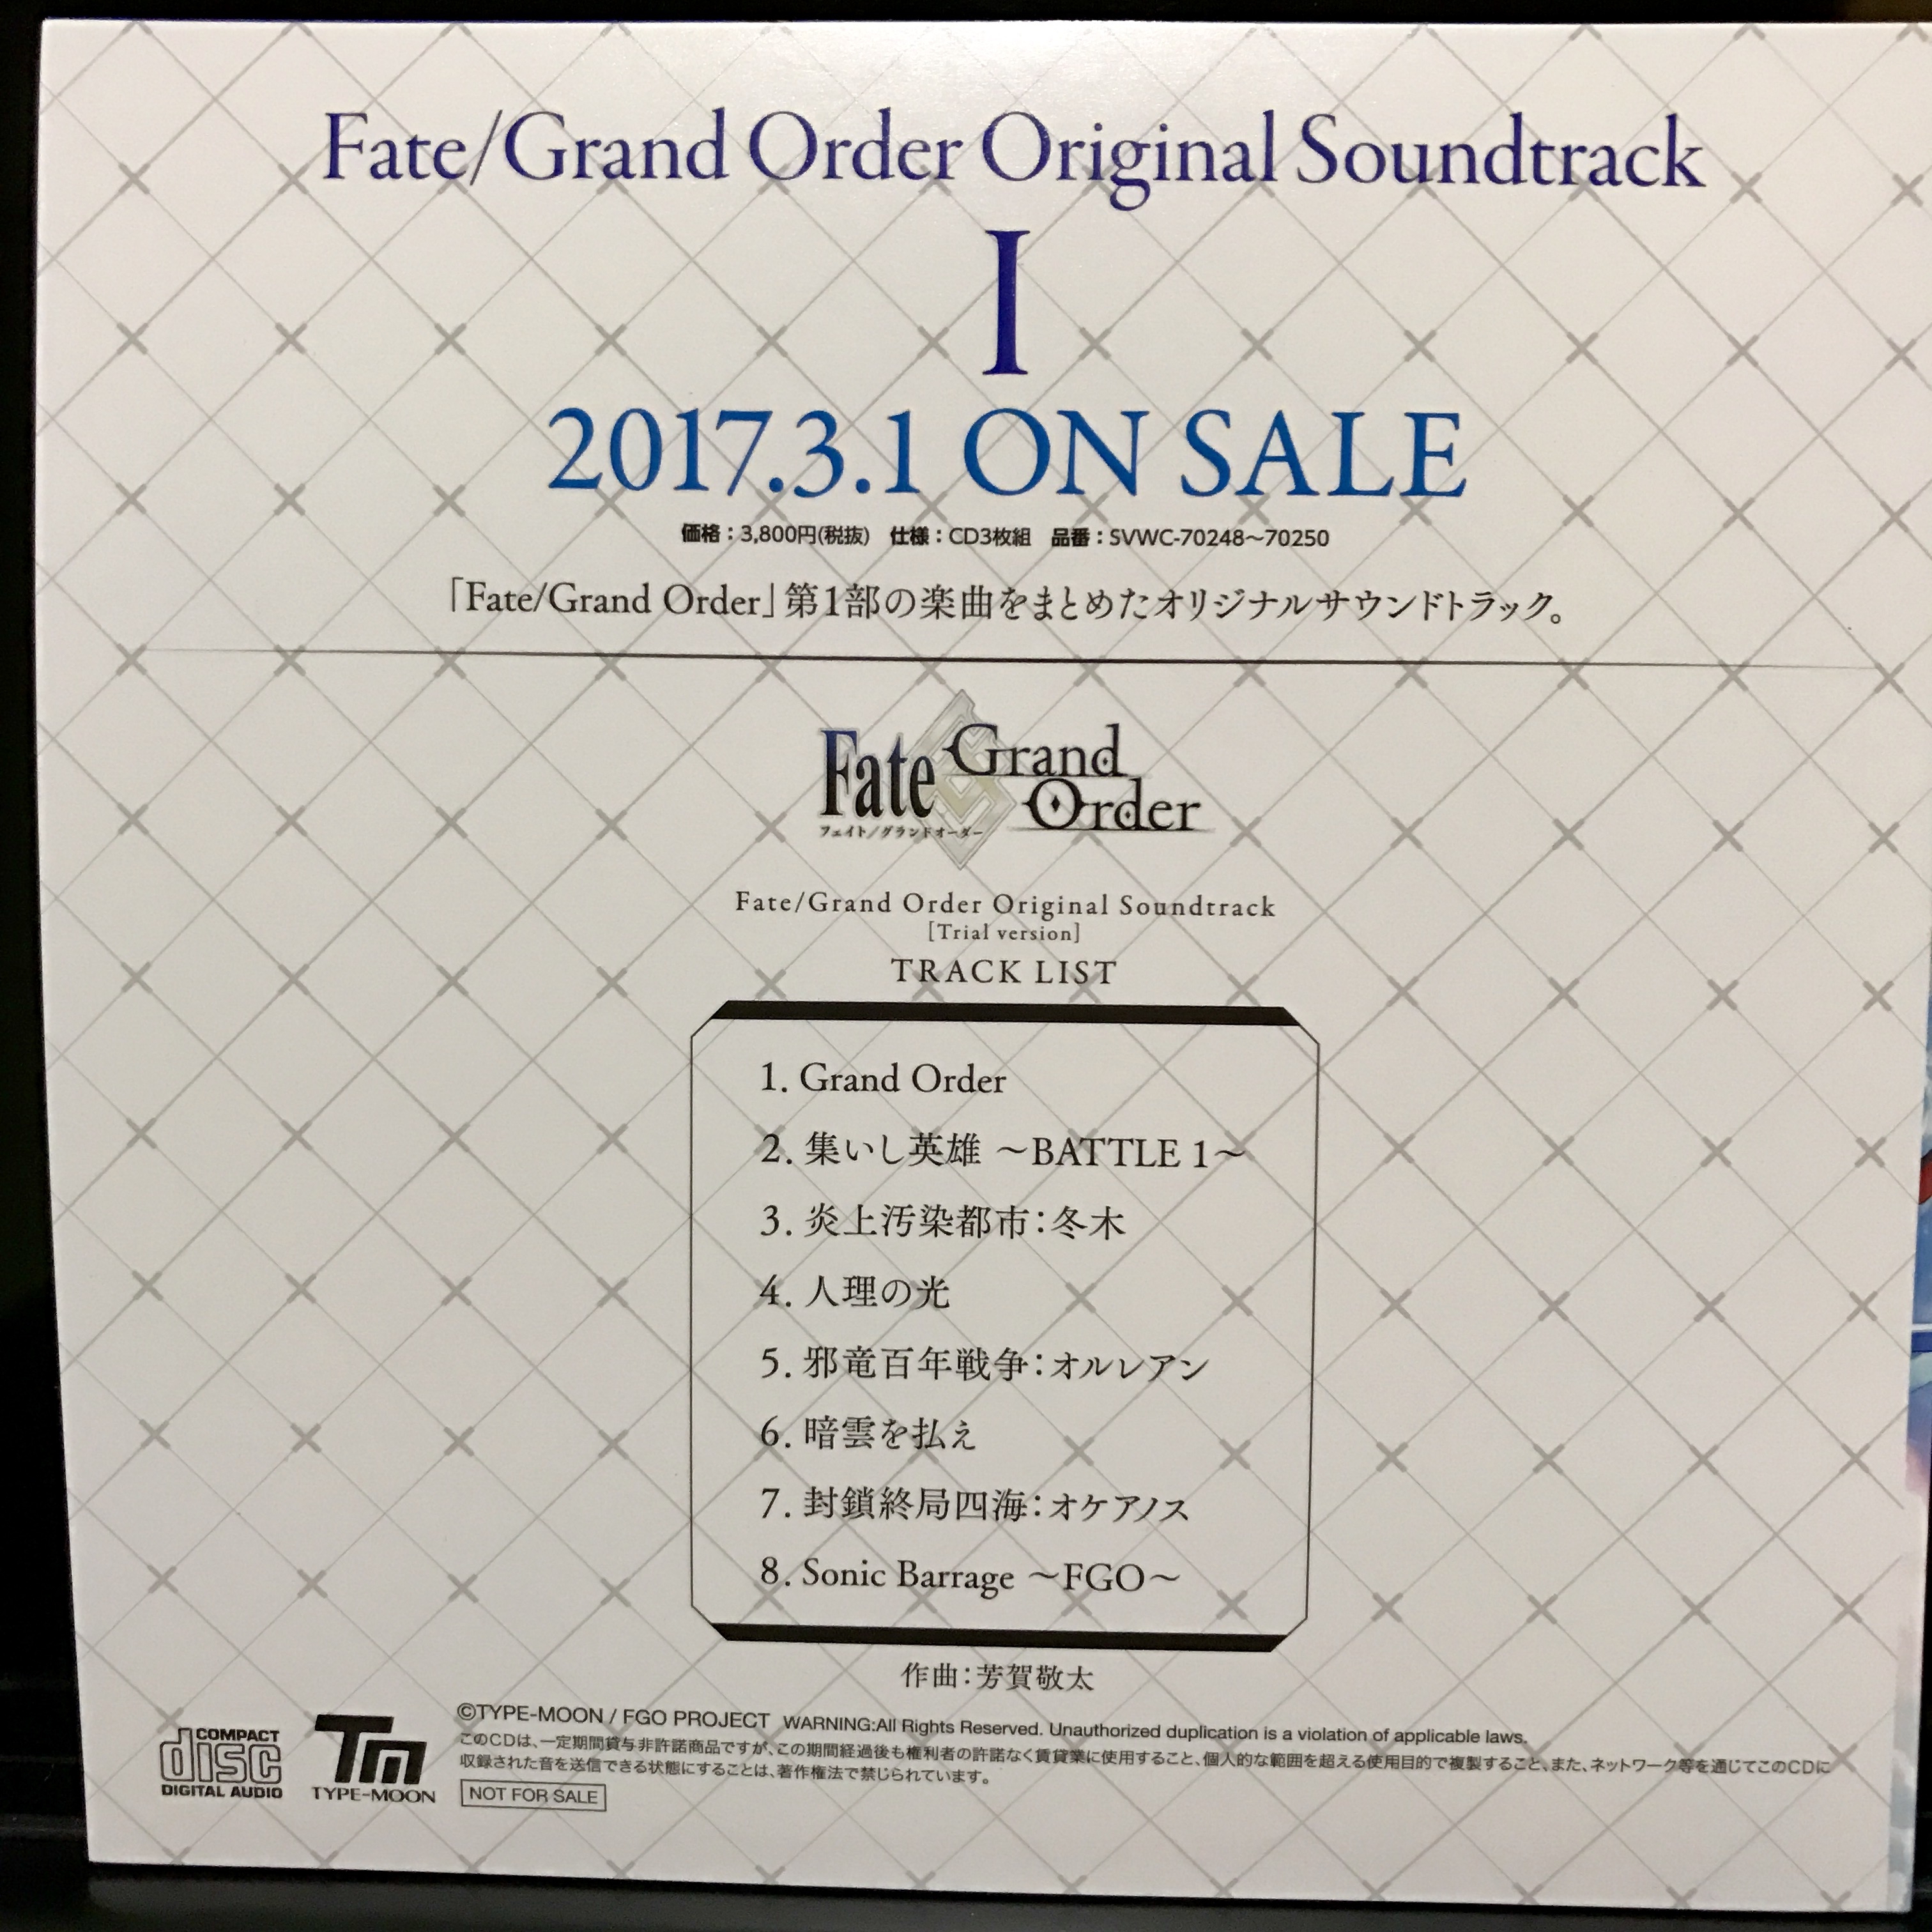 Fate/Grand Order Original Soundtrack
I
2017.3.1 ON SALE
価格：3,800円(税抜)　仕様：CD3枚組　品番：SVWC-70248～70250
「Fate/Grand Order」第1部の楽曲をまとめたオリジナルサウンドトラック。
Fate Grand Order
フェイト/グランドオーダー
Fate/Grand Order Original Soundtrack
[Trial version]
TRACK LIST
1. Grand Order
2. 集いし英雄 ～BATTLE 1～
3. 炎上汚染都市：冬木
4. 人理の光
5. 邪竜百年戦争：オルレアン
6. 暗雲を払え
7. 封鎖終局四海：オケアノス
8. Sonic Barrage ～FGO～
作曲：芳賀敬太
COMPACT disc DIGITAL AUDIO
TM TYPE-MOON
©TYPE-MOON / FGO PROJECT WARNING:All Rights Reserved. Unauthorized duplication is a violation of applicable laws.
このCDは、一定期間貸与非許諾商品ですが、この期間経過後も権利者の許諾なく賃貸業に使用すること、個人的な範囲を超える使用目的で複製すること、また、ネットワーク等を通じてこのCDに
収録された音を送信できる状態にすることは、著作権法で禁じられています。
NOT FOR SALE